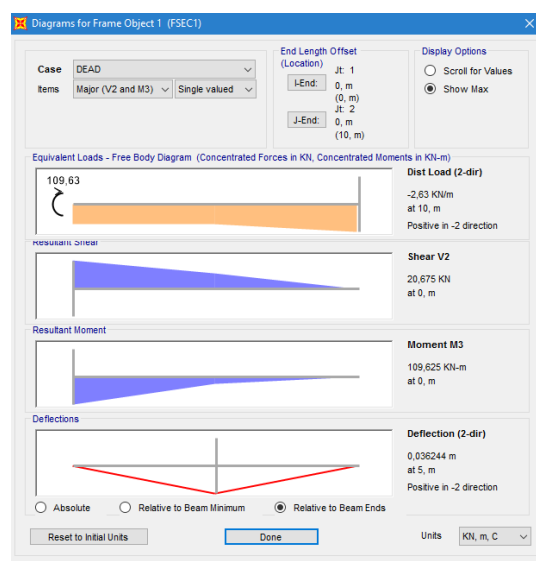 Diagrams for Frame Object 1 (FSEC1)
Case DEAD
Items Major (V2 and M3) Single valued
End Length Offset
(Location)
Jt: 1
I-End: 0, m
(0, m)
Jt: 2
J-End: 0, m
(10, m)
Display Options
Scroll for Values
Show Max
Equivalent Loads - Free Body Diagram (Concentrated Forces in KN, Concentrated Moments in KN-m)
109,63
Dist Load (2-dir)
-2,63 KN/m
at 10, m
Positive in -2 direction
Resultant Shear
Shear V2
20,675 KN
at 0, m
Resultant Moment
Moment M3
109,625 KN-m
at 0, m
Deflections
Deflection (2-dir)
0,036244 m
at 5, m
Positive in -2 direction
Absolute Relative to Beam Minimum Relative to Beam Ends
Reset to Initial Units Done Units KN, m, C